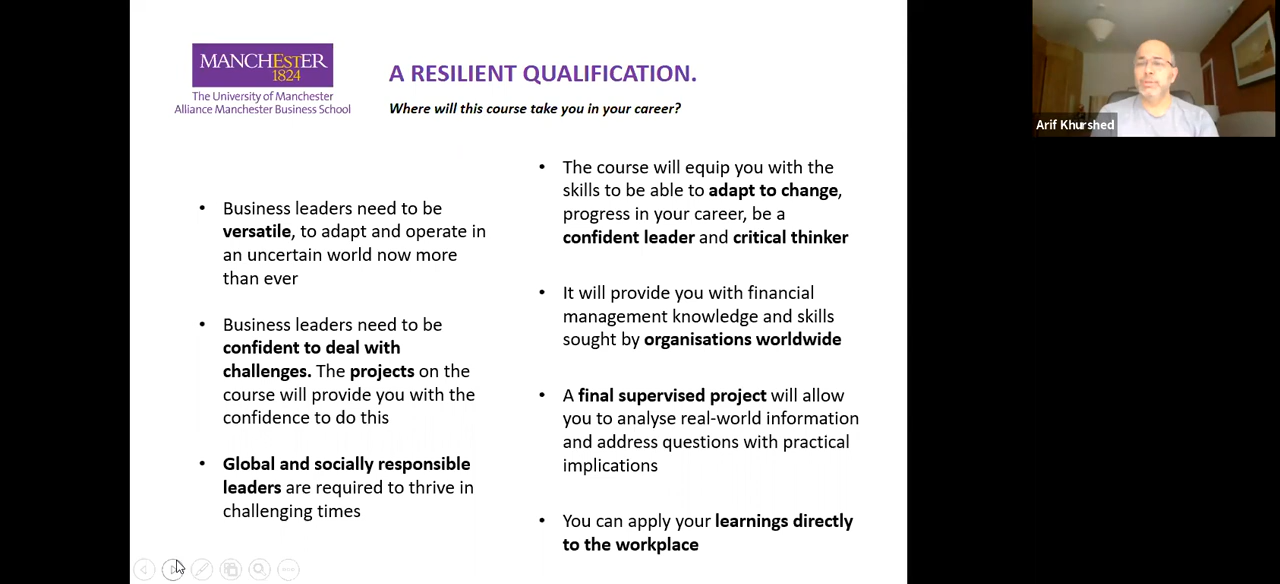 MANCHEsTER
1824
The University of Manchester
Alliance Manchester Business School
A RESILIENT QUALIFICATION.
Where will this course take you in your career?
• Business leaders need to be
versatile, to adapt and operate in
an uncertain world now more
than ever
• Business leaders need to be
confident to deal with
challenges. The projects on the
course will provide you with the
confidence to do this
• Global and socially responsible
leaders are required to thrive in
challenging times
• The course will equip you with the
skills to be able to adapt to change,
progress in your career, be a
confident leader and critical thinker
• It will provide you with financial
management knowledge and skills
sought by organisations worldwide
• A final supervised project will allow
you to analyse real-world information
and address questions with practical
implications
• You can apply your learnings directly
to the workplace
Arif Khurshed